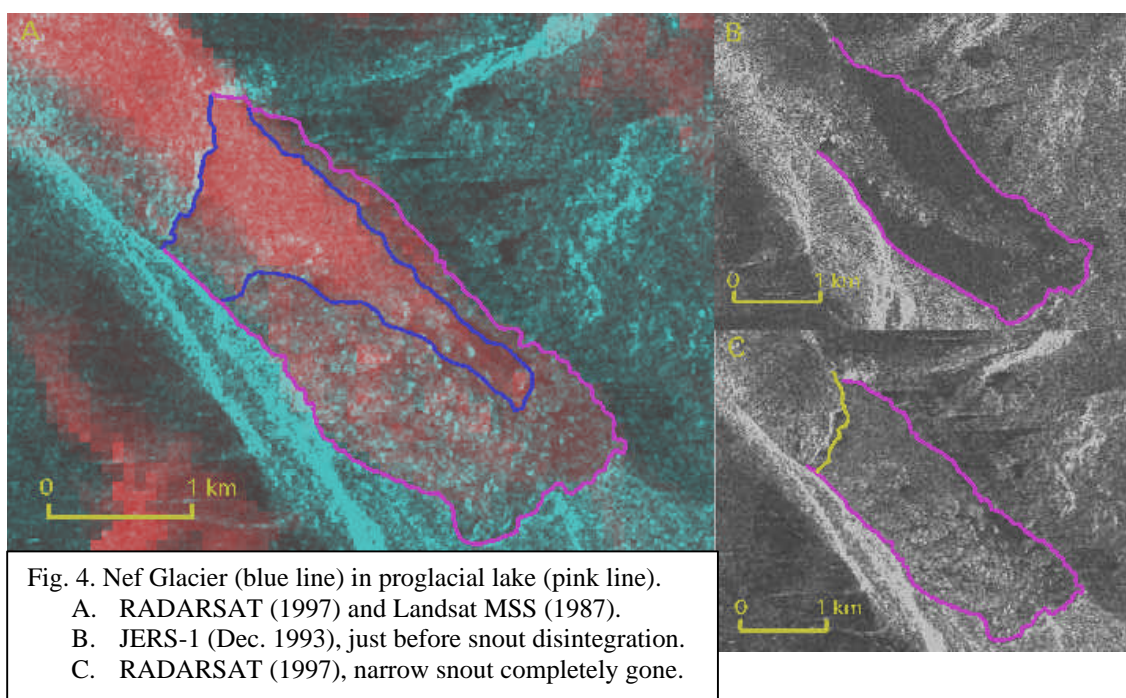 A
B
0 1 km
C
0 1 km
0 1 km
Fig. 4. Nef Glacier (blue line) in proglacial lake (pink line).
A. RADARSAT (1997) and Landsat MSS (1987).
B. JERS-1 (Dec. 1993), just before snout disintegration.
C. RADARSAT (1997), narrow snout completely gone.